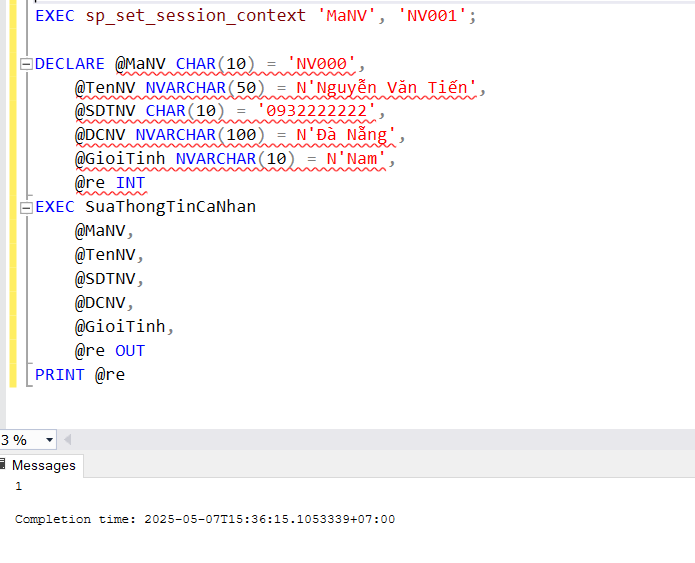 EXEC sp_set_session_context 'MaNV', 'NV001';
DECLARE @MaNV CHAR(10) = 'NV000',
@TenNV NVARCHAR(50) = N'Nguyễn Văn Tiến',
@SDTNV CHAR(10) = '0932222222',
@DCNV NVARCHAR(100) = N'Đà Nẵng',
@GioiTinh NVARCHAR(10) = N'Nam',
@re INT
EXEC SuaThongTinCaNhan
@MaNV,
@TenNV,
@SDTNV,
@DCNV,
@GioiTinh,
@re OUT
PRINT @re
3 %
Messages
1
Completion time: 2025-05-07T15:36:15.1053339+07:00